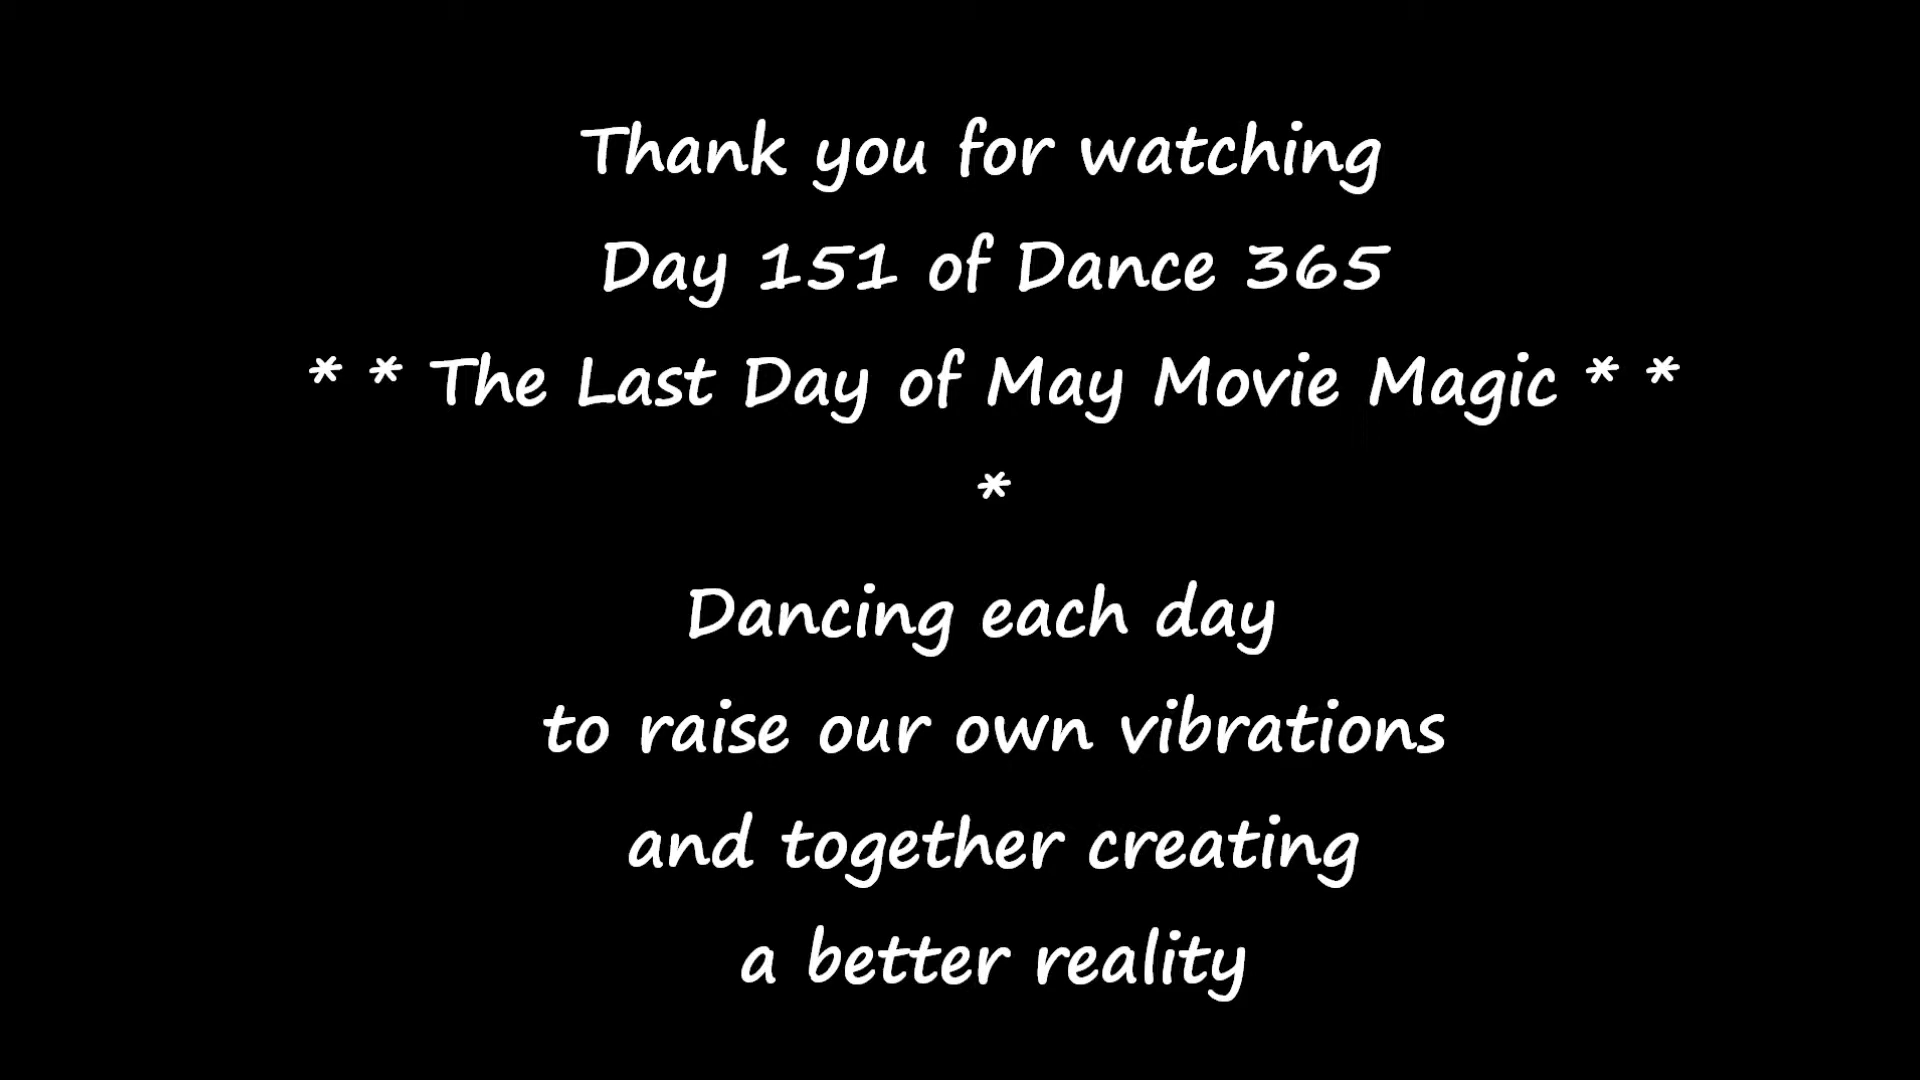 Thank you for watching
Day 151 of Dance 365
* * The Last Day of May Movie Magic * *
*
Dancing each day
to raise our own vibrations
and together creating
a better reality